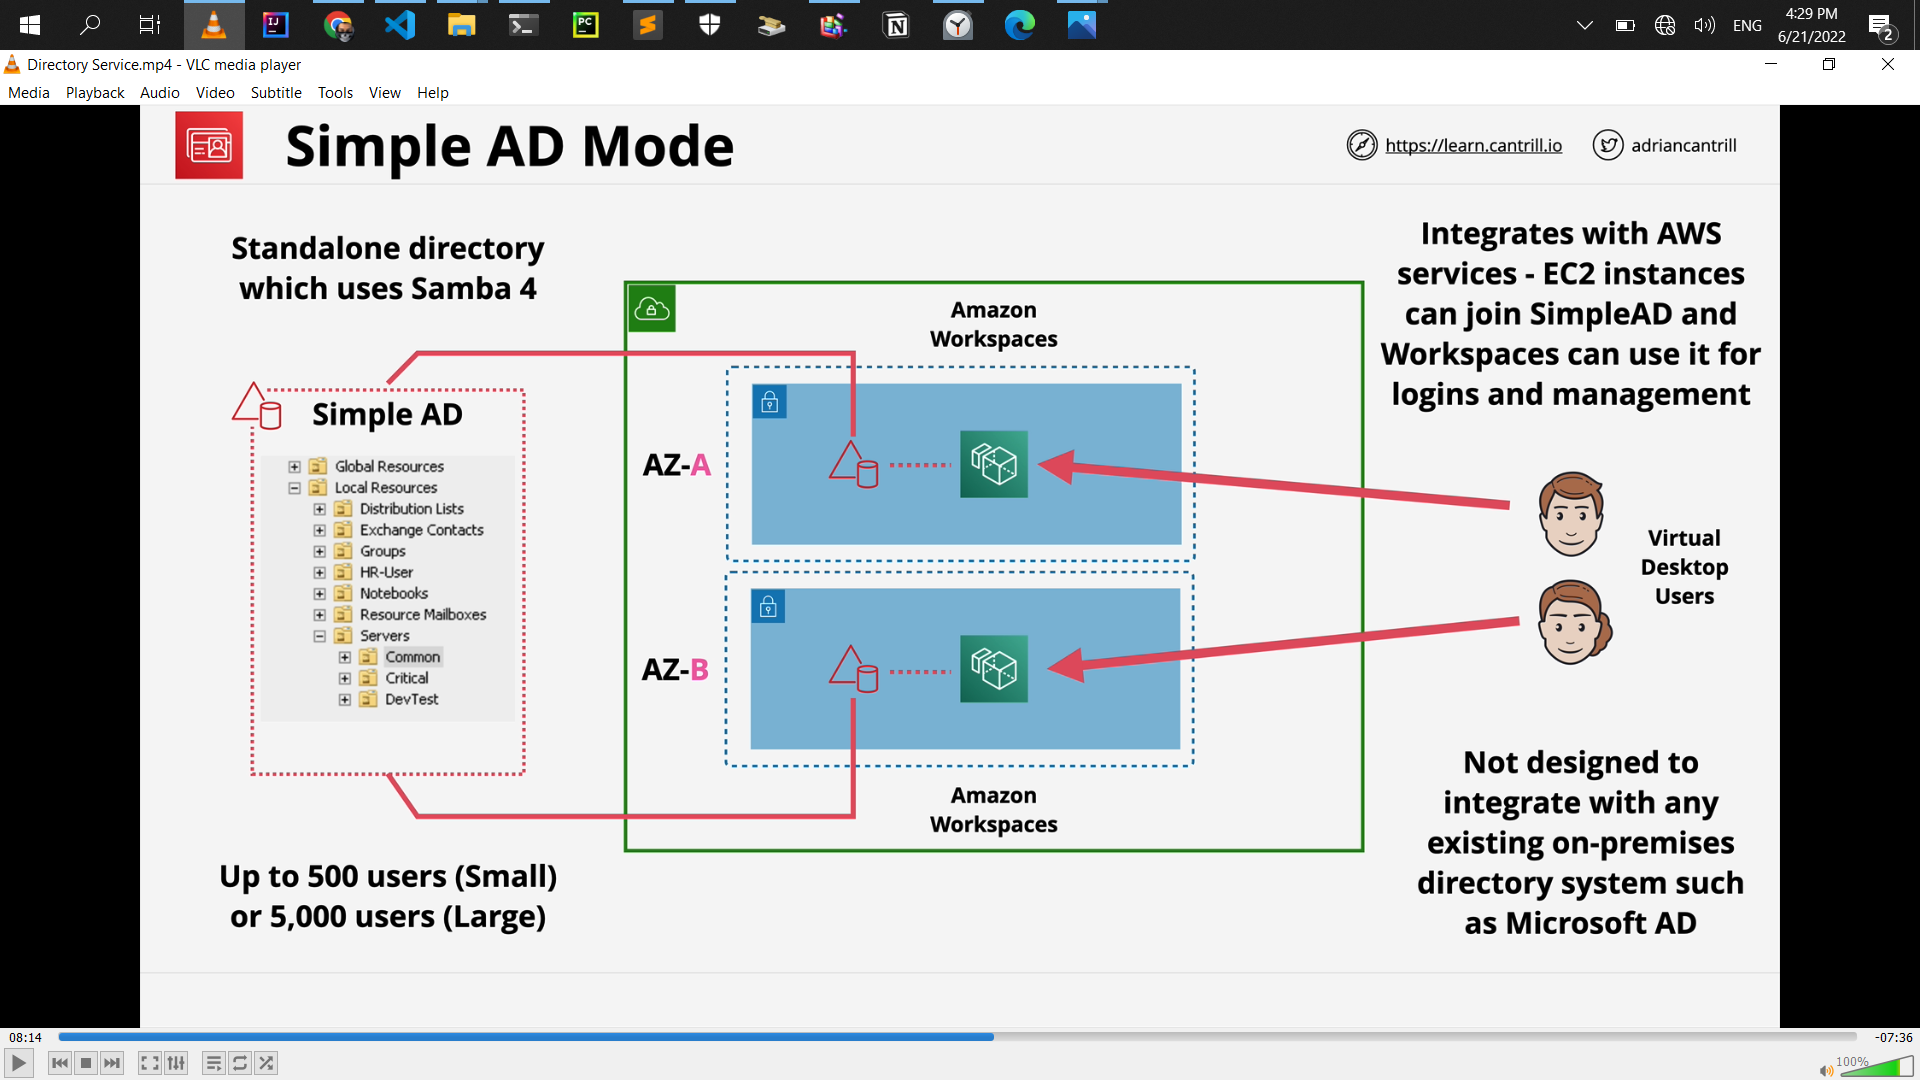 4:29 PM
ENG
6/21/2022
2
Directory Service.mp4 - VLC media player
Media Playback Audio Video Subtitle Tools View Help
Simple AD Mode
https://learn.cantrill.io
adriancantrill
Standalone directory
which uses Samba 4
Simple AD
Global Resources
Local Resources
Distribution Lists
Exchange Contacts
Groups
HR-User
Notebooks
Resource Mailboxes
Servers
Common
Critical
DevTest
Up to 500 users (Small)
or 5,000 users (Large)
Amazon
Workspaces
AZ-A
AZ-B
Amazon
Workspaces
Integrates with AWS
services - EC2 instances
can join SimpleAD and
Workspaces can use it for
logins and management
Virtual
Desktop
Users
Not designed to
integrate with any
existing on-premises
directory system such
as Microsoft AD
08:14
-07:36
100%